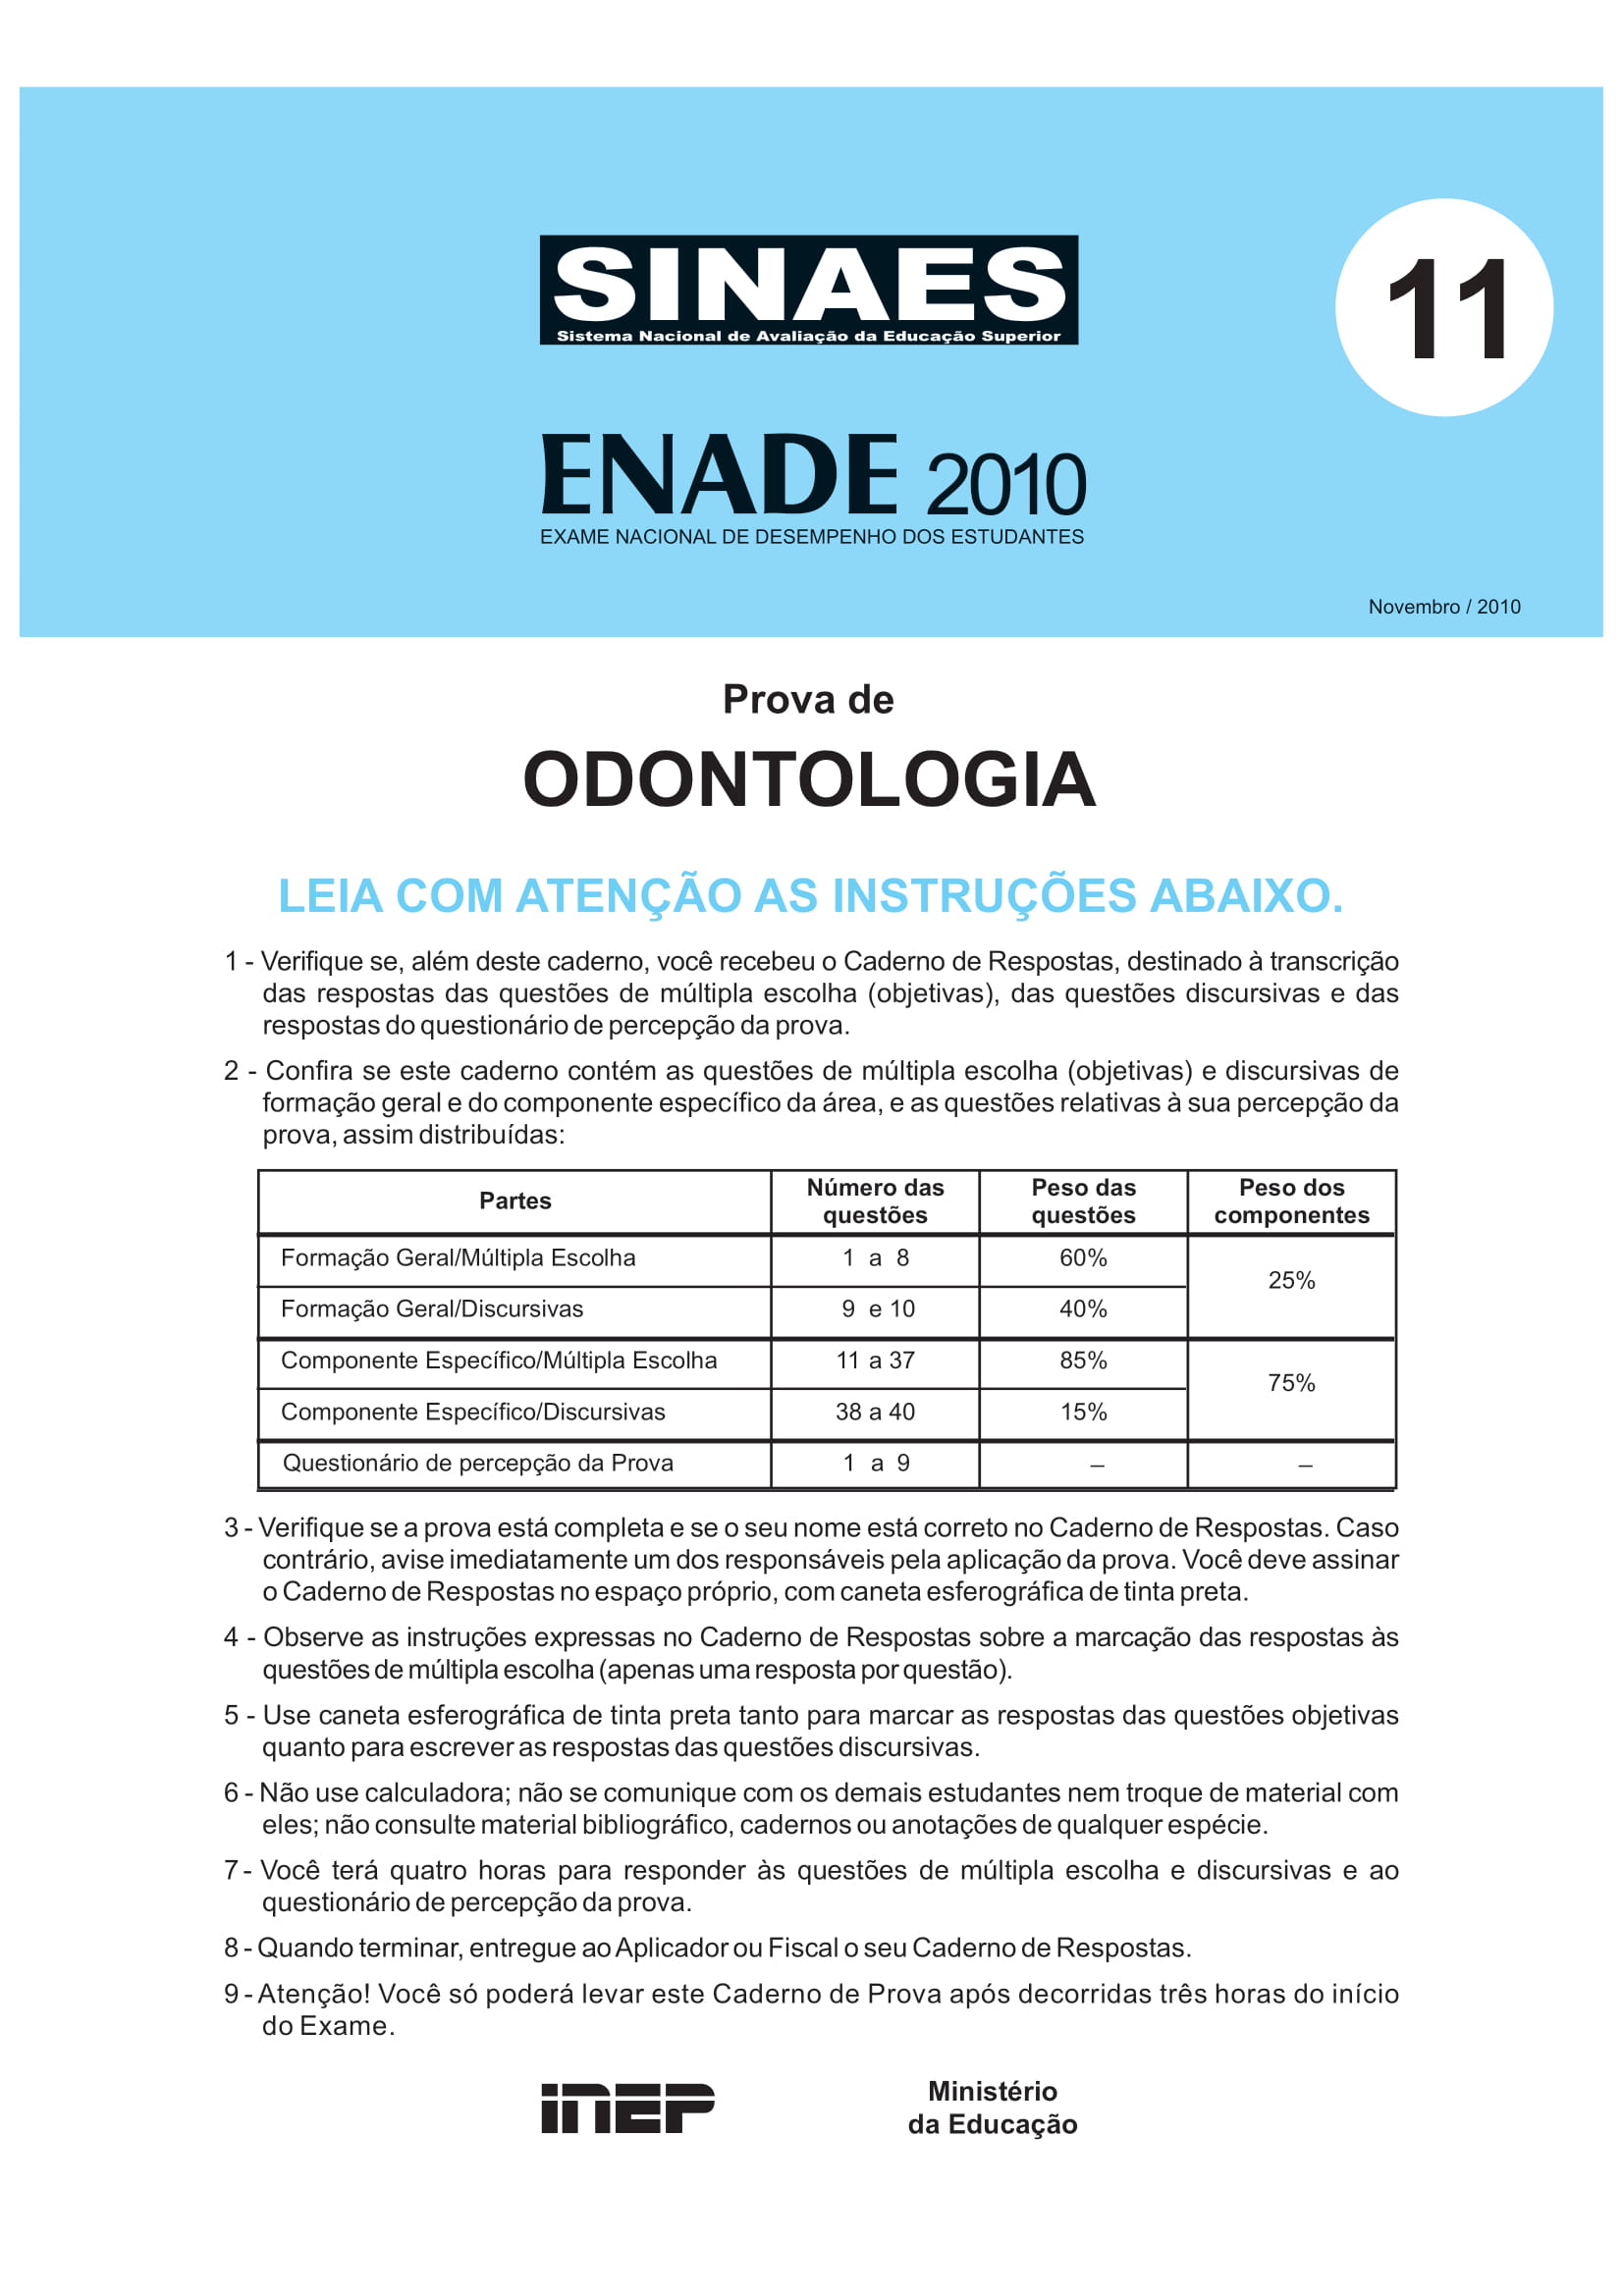 SINAES
Sistema Nacional de Avaliação da Educação Superior
11
ENADE 2010
EXAME NACIONAL DE DESEMPENHO DOS ESTUDANTES
Novembro / 2010
Prova de
ODONTOLOGIA
LEIA COM ATENÇÃO AS INSTRUÇÕES ABAIXO.
1 - Verifique se, além deste caderno, você recebeu o Caderno de Respostas, destinado à transcrição
das respostas das questões de múltipla escolha (objetivas), das questões discursivas e das
respostas do questionário de percepção da prova.
2 - Confira se este caderno contém as questões de múltipla escolha (objetivas) e discursivas de
formação geral e do componente específico da área, e as questões relativas à sua percepção da
prova, assim distribuídas:
Partes Número das questões Peso das questões Peso dos componentes
Formação Geral/Múltipla Escolha 1 a 8 60% 25%
Formação Geral/Discursivas 9 e 10 40%
Componente Específico/Múltipla Escolha 11 a 37 85% 75%
Componente Específico/Discursivas 38 a 40 15%
Questionário de percepção da Prova 1 a 9 – –
3 - Verifique se a prova está completa e se o seu nome está correto no Caderno de Respostas. Caso
contrário, avise imediatamente um dos responsáveis pela aplicação da prova. Você deve assinar
o Caderno de Respostas no espaço próprio, com caneta esferográfica de tinta preta.
4 - Observe as instruções expressas no Caderno de Respostas sobre a marcação das respostas às
questões de múltipla escolha (apenas uma resposta por questão).
5 - Use caneta esferográfica de tinta preta tanto para marcar as respostas das questões objetivas
quanto para escrever as respostas das questões discursivas.
6 - Não use calculadora; não se comunique com os demais estudantes nem troque de material com
eles; não consulte material bibliográfico, cadernos ou anotações de qualquer espécie.
7 - Você terá quatro horas para responder às questões de múltipla escolha e discursivas e ao
questionário de percepção da prova.
8 - Quando terminar, entregue ao Aplicador ou Fiscal o seu Caderno de Respostas.
9 - Atenção! Você só poderá levar este Caderno de Prova após decorridas três horas do início
do Exame.
INEP
Ministério
da Educação